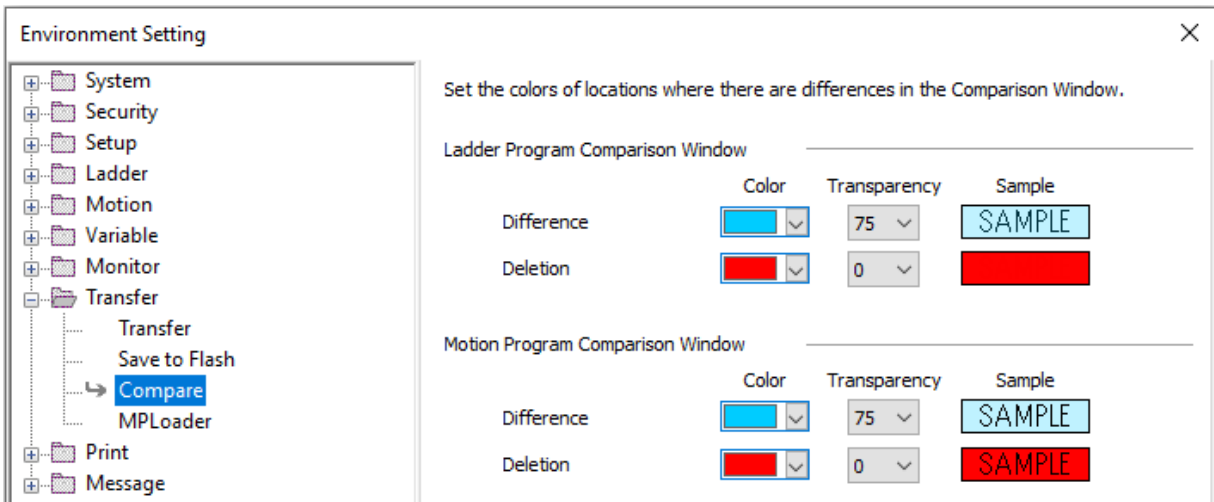 Environment Setting
System
Security
Setup
Ladder
Motion
Variable
Monitor
Transfer
Transfer
Save to Flash
Compare
MPLoader
Print
Message
Set the colors of locations where there are differences in the Comparison Window.
Ladder Program Comparison Window
Color Transparency Sample
Difference 75 SAMPLE
Deletion 0
Motion Program Comparison Window
Color Transparency Sample
Difference 75 SAMPLE
Deletion 0 SAMPLE